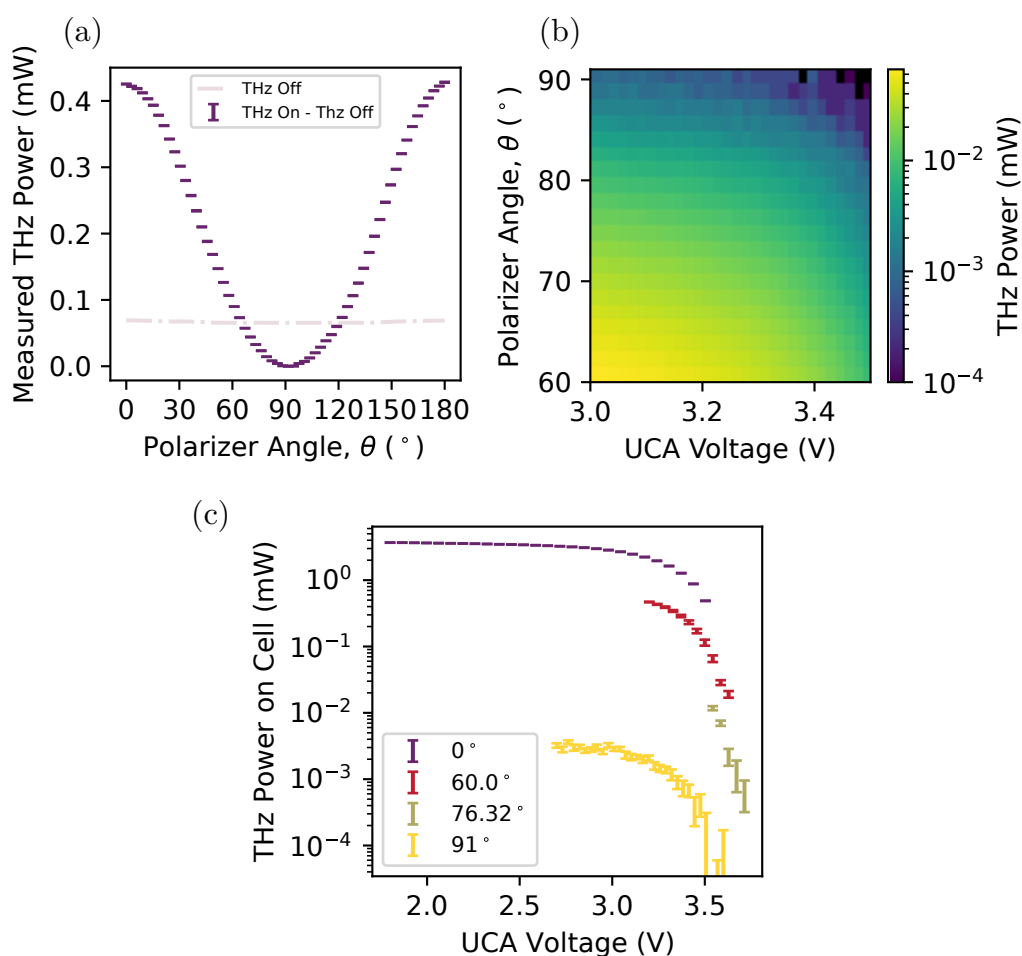 (a)
Measured THz Power (mW)
0.4
0.3
0.2
0.1
0.0
THz Off
THz On - Thz Off
0 30 60 90 120 150 180
Polarizer Angle, θ (°)
(b)
Polarizer Angle, θ (°)
90
80
70
60
3.0 3.2 3.4
UCA Voltage (V)
10⁻²
10⁻³
10⁻⁴
THz Power (mW)
(c)
THz Power on Cell (mW)
10⁰
10⁻¹
10⁻²
10⁻³
10⁻⁴
0°
60.0°
76.32°
91°
2.0 2.5 3.0 3.5
UCA Voltage (V)